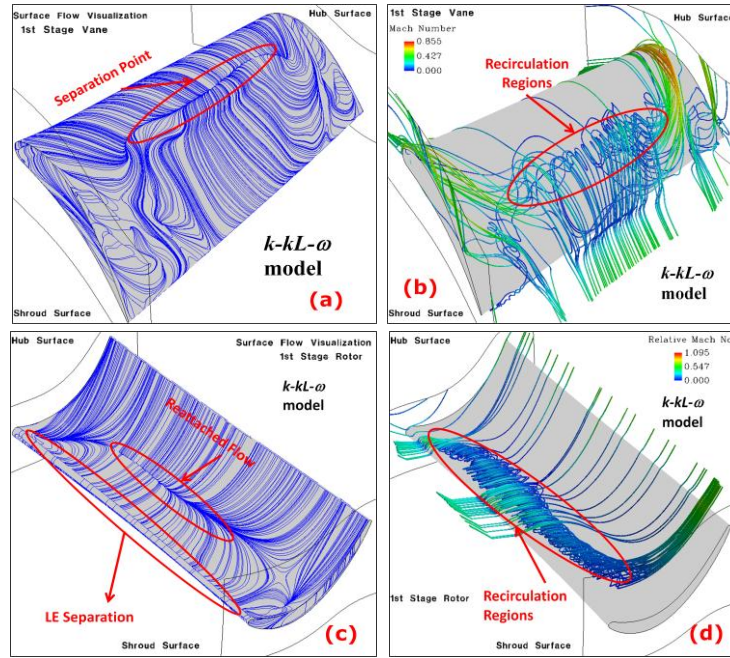 Surface Flow Visualization
1st Stage Vane
Hub Surface
Separation Point
k-kL-ω
model
(a)
Shroud Surface
1st Stage Vane
Mach Number
0.855
0.427
0.000
Hub Surface
Recirculation
Regions
(b)
k-kL-ω
model
Shroud Surface
Hub Surface
Surface Flow Visualization
1st Stage Rotor
k-kL-ω
model
Reattached Flow
LE Separation
Shroud Surface
(c)
Hub Surface
Relative Mach No
1.095
0.547
0.000
k-kL-ω
model
1st Stage Rotor
Recirculation
Regions
Shroud Surface
(d)